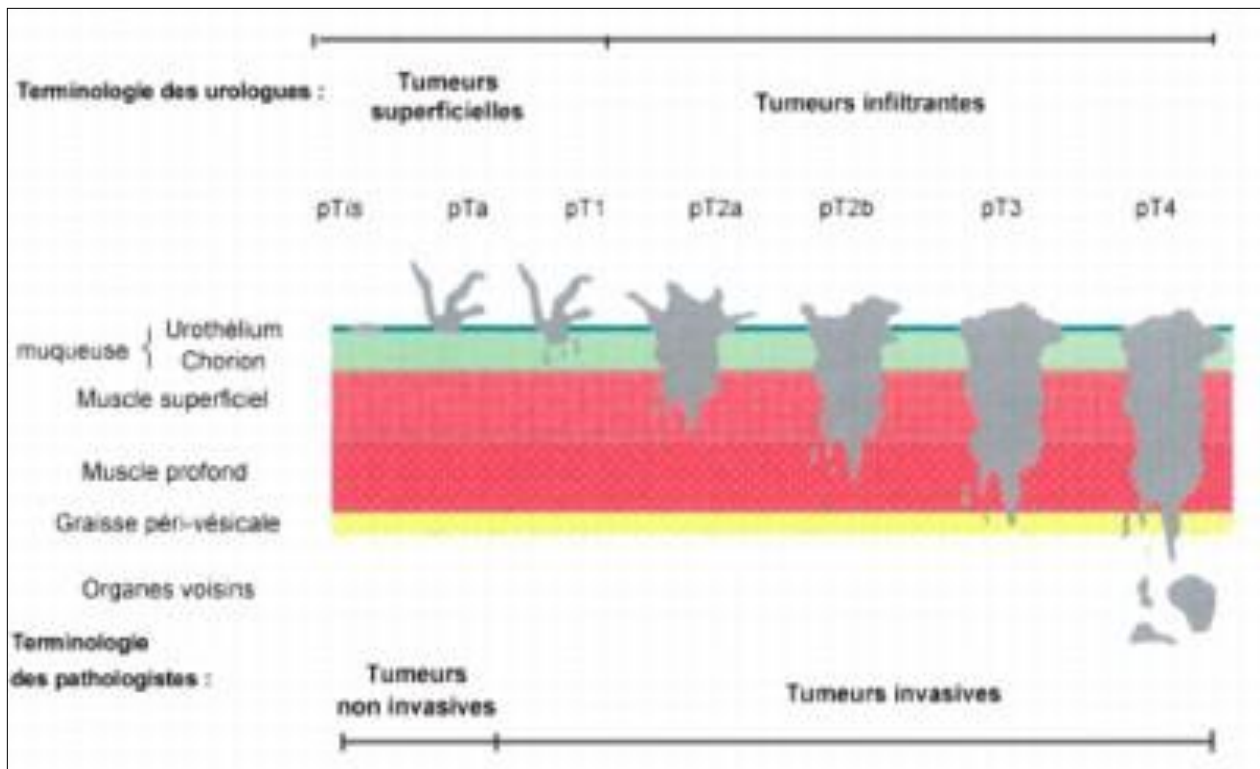 Terminologie des urologues :
Tumeurs
superficielles
Tumeurs infiltrantes
pTis pTa pT1 pT2a pT2b pT3 pT4
muqueuse
Urothélium
Chorion
Muscle superficiel
Muscle profond
Graisse péri-vésicale
Organes voisins
Terminologie
des pathologistes :
Tumeurs
non invasives
Tumeurs invasives